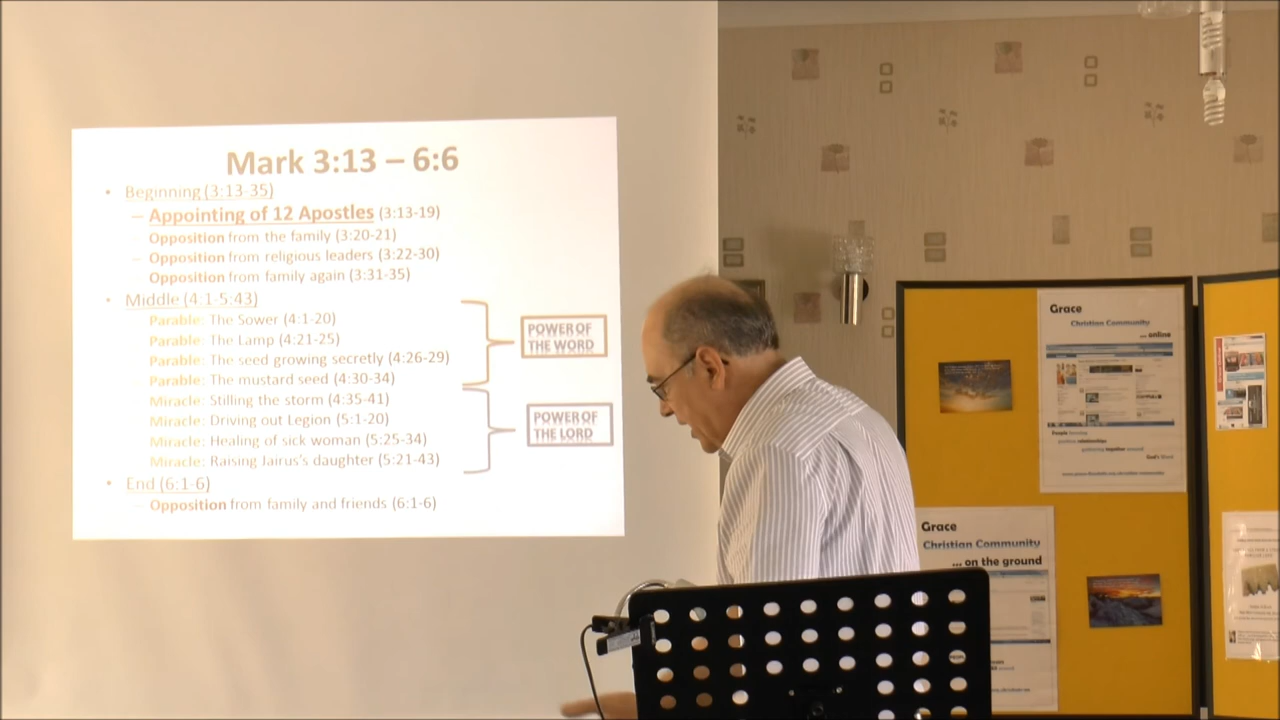 Mark 3:13 – 6:6
• Beginning (3:13-35)
– Appointing of 12 Apostles (3:13-19)
– Opposition from the family (3:20-21)
– Opposition from religious leaders (3:22-30)
– Opposition from family again (3:31-35)
• Middle (4:1-5:43)
Parable: The Sower (4:1-20)
Parable: The Lamp (4:21-25)
Parable: The seed growing secretly (4:26-29)
Parable: The mustard seed (4:30-34)
POWER OF
THE WORD
Miracle: Stilling the storm (4:35-41)
Miracle: Driving out Legion (5:1-20)
Miracle: Healing of sick woman (5:25-34)
Miracle: Raising Jairus's daughter (5:21-43)
POWER OF
THE LORD
• End (6:1-6)
– Opposition from family and friends (6:1-6)
Grace
Christian Community
... online
God's Word
Grace
Christian Community
... on the ground